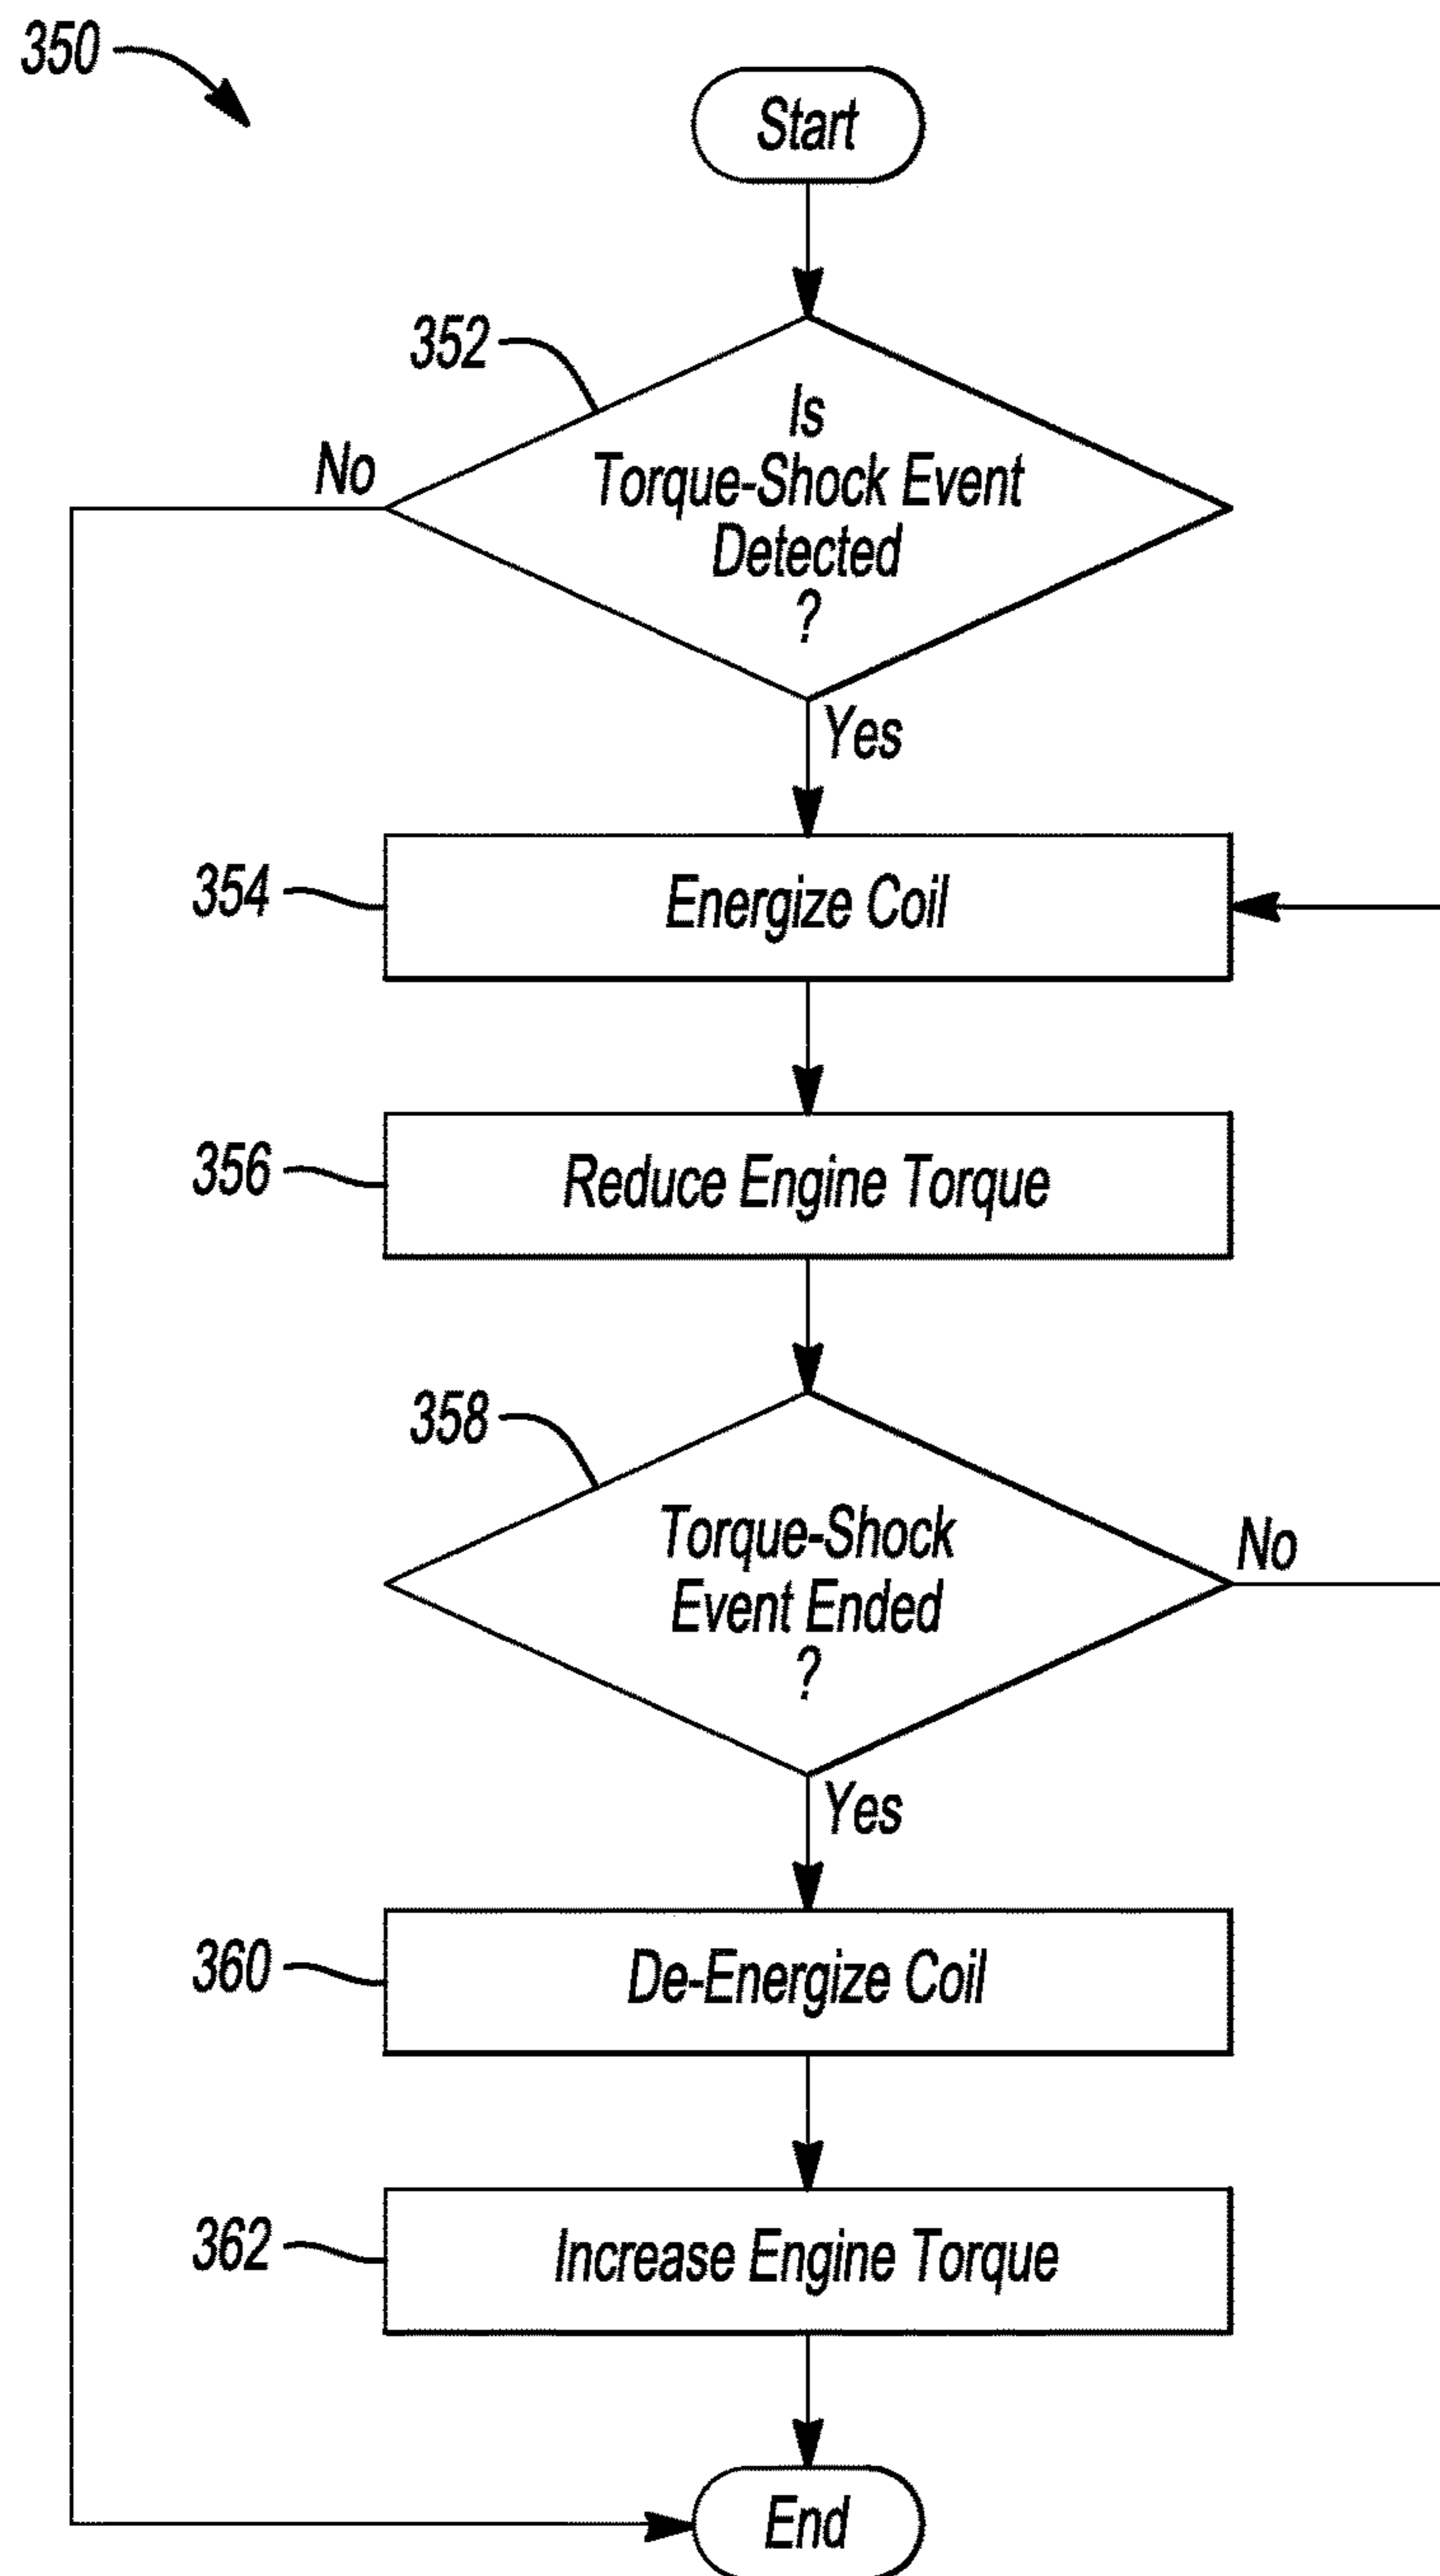 350
Start
352
Is
Torque-Shock Event
Detected
?
No
Yes
354
Energize Coil
356
Reduce Engine Torque
358
Torque-Shock
Event Ended
?
No
Yes
360
De-Energize Coil
362
Increase Engine Torque
End